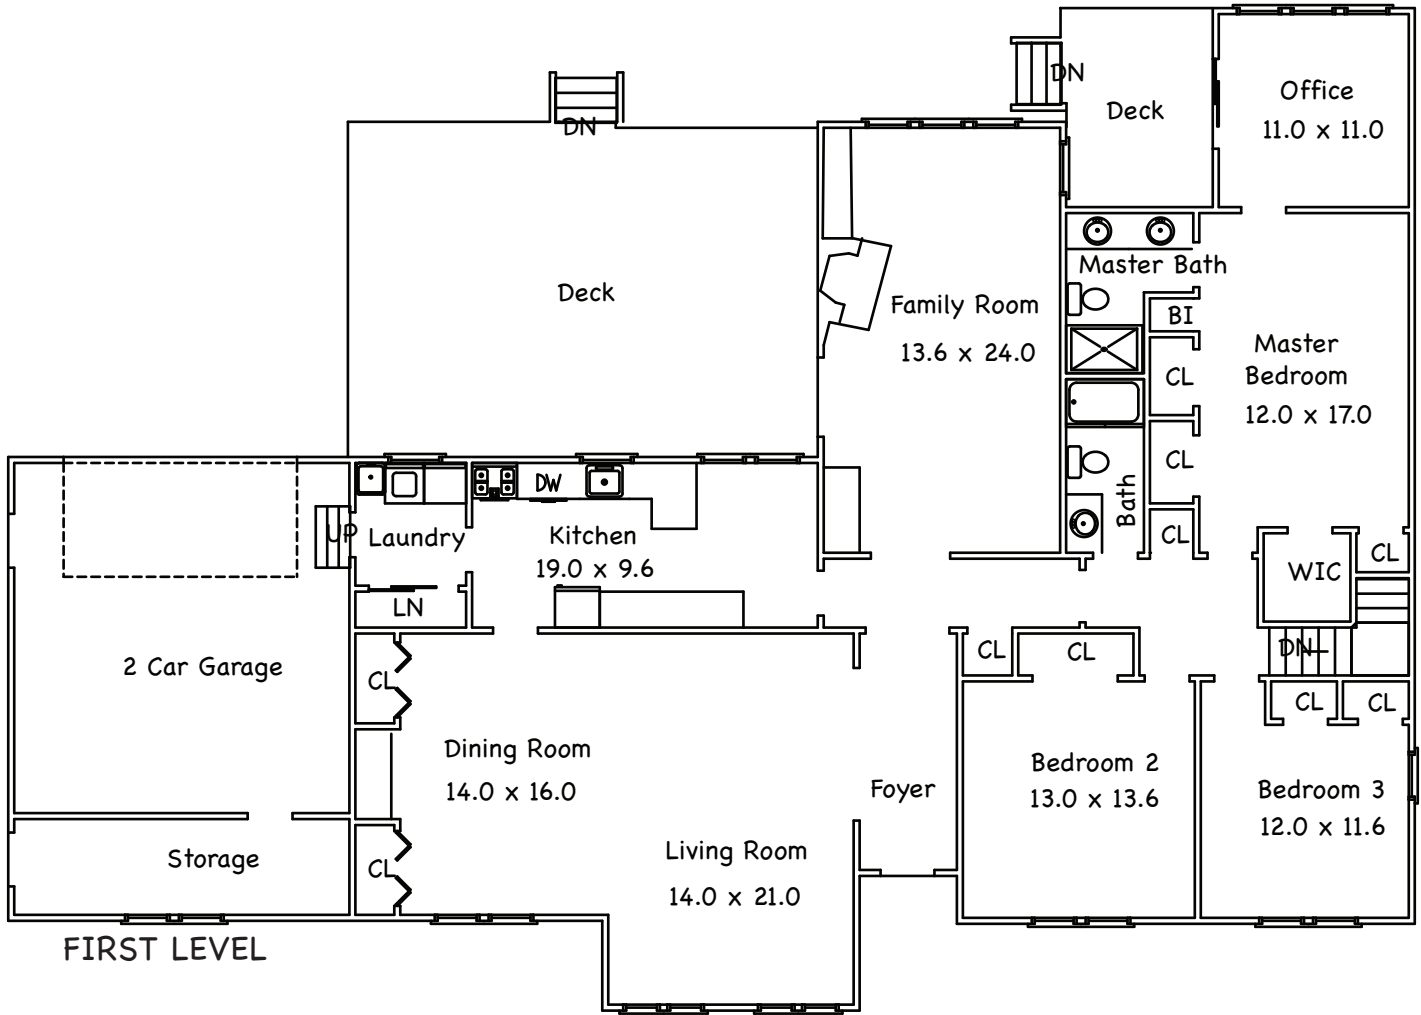 DN
Office
11.0 x 11.0
Deck
DN
Master Bath
Deck
Family Room
13.6 x 24.0
BI
Master
Bedroom
12.0 x 17.0
CL
CL
Bath
CL
CL
DW
UP
Laundry
Kitchen
19.0 x 9.6
LN
WIC
2 Car Garage
CL
CL
CL
DN
CL
CL
Dining Room
14.0 x 16.0
Foyer
Bedroom 2
13.0 x 13.6
Bedroom 3
12.0 x 11.6
Storage
CL
Living Room
14.0 x 21.0
FIRST LEVEL